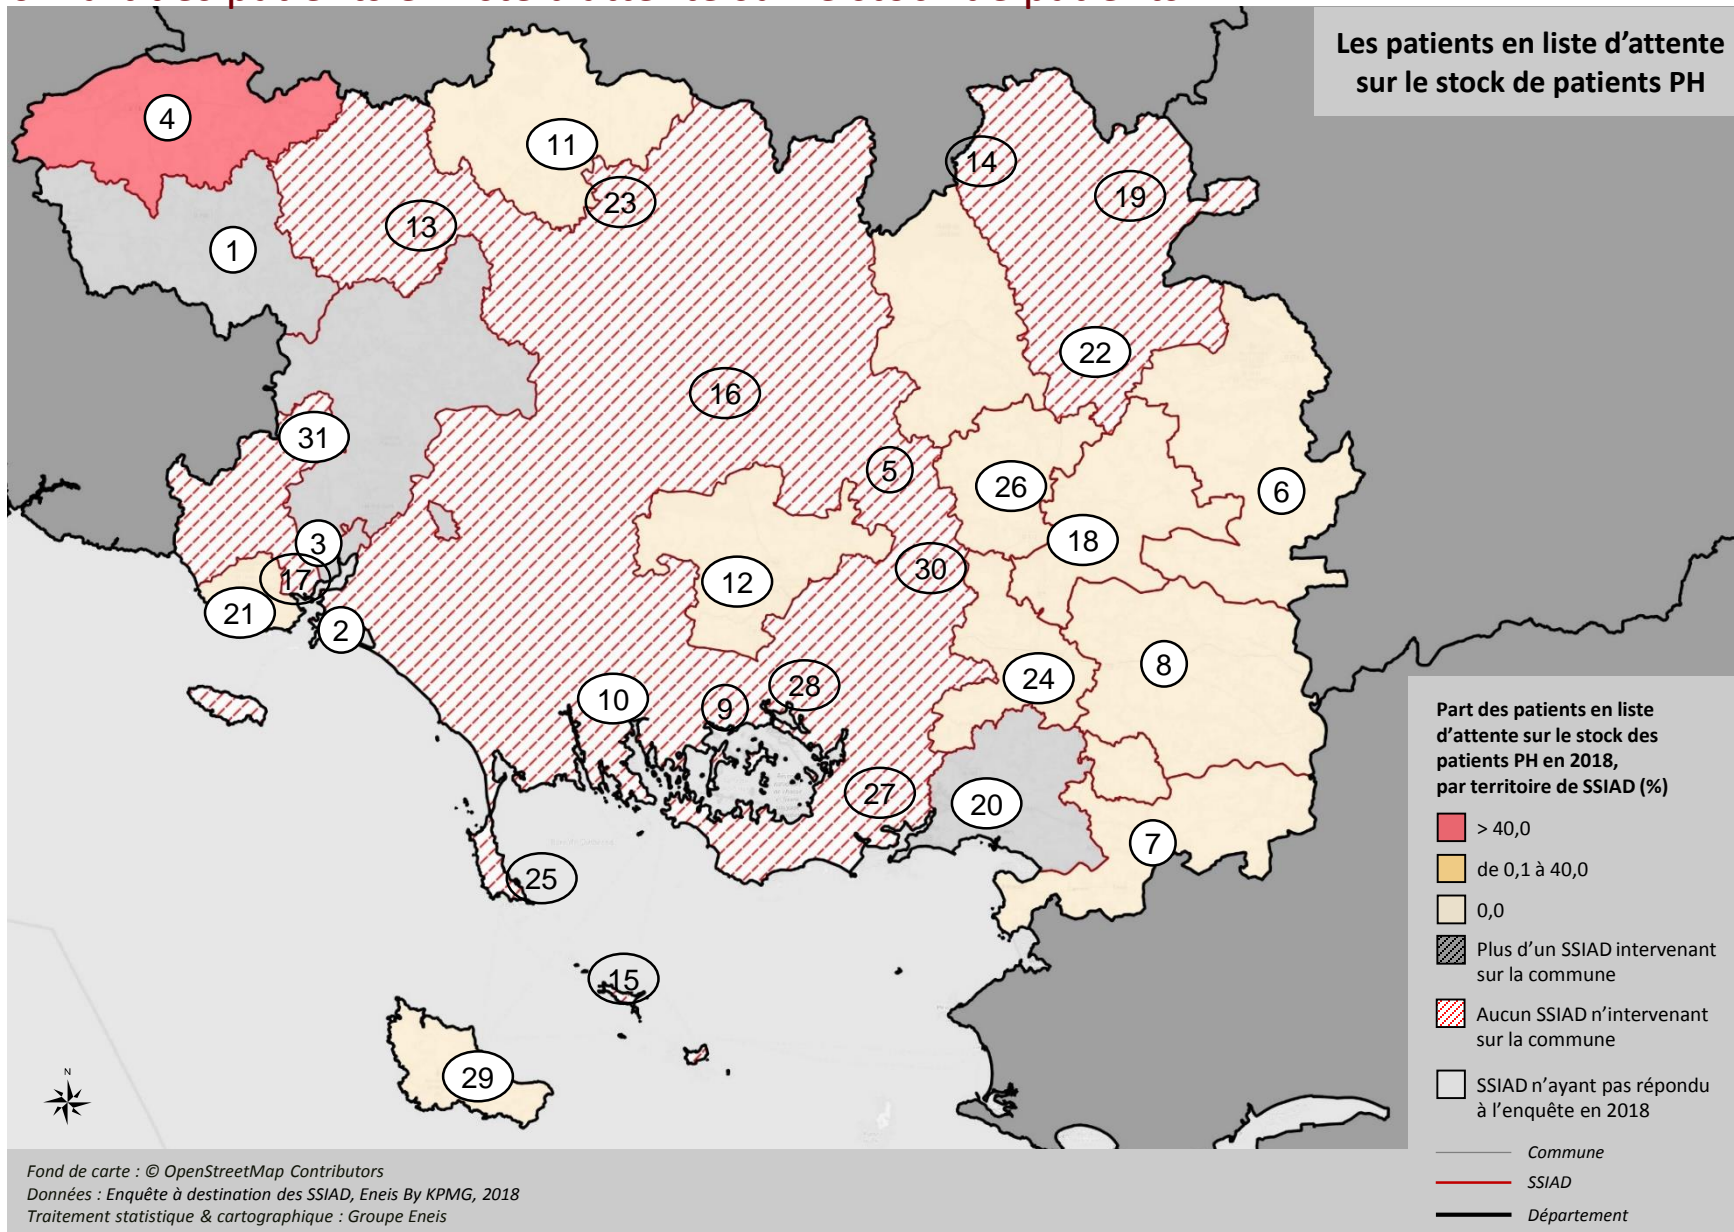 Les patients en liste d'attente
sur le stock de patients PH
4
11
14
23
19
13
1
22
16
31
5
26
6
3
18
30
17
12
21
2
8
24
28
10
9
27
20
7
25
15
29
N
Part des patients en liste
d'attente sur le stock des
patients PH en 2018,
par territoire de SSIAD (%)
> 40,0
de 0,1 à 40,0
0,0
Plus d'un SSIAD intervenant
sur la commune
Aucun SSIAD n'intervenant
sur la commune
SSIAD n'ayant pas répondu
à l'enquête en 2018
Commune
SSIAD
Département
Fond de carte : © OpenStreetMap Contributors
Données : Enquête à destination des SSIAD, Eneis By KPMG, 2018
Traitement statistique & cartographique : Groupe Eneis